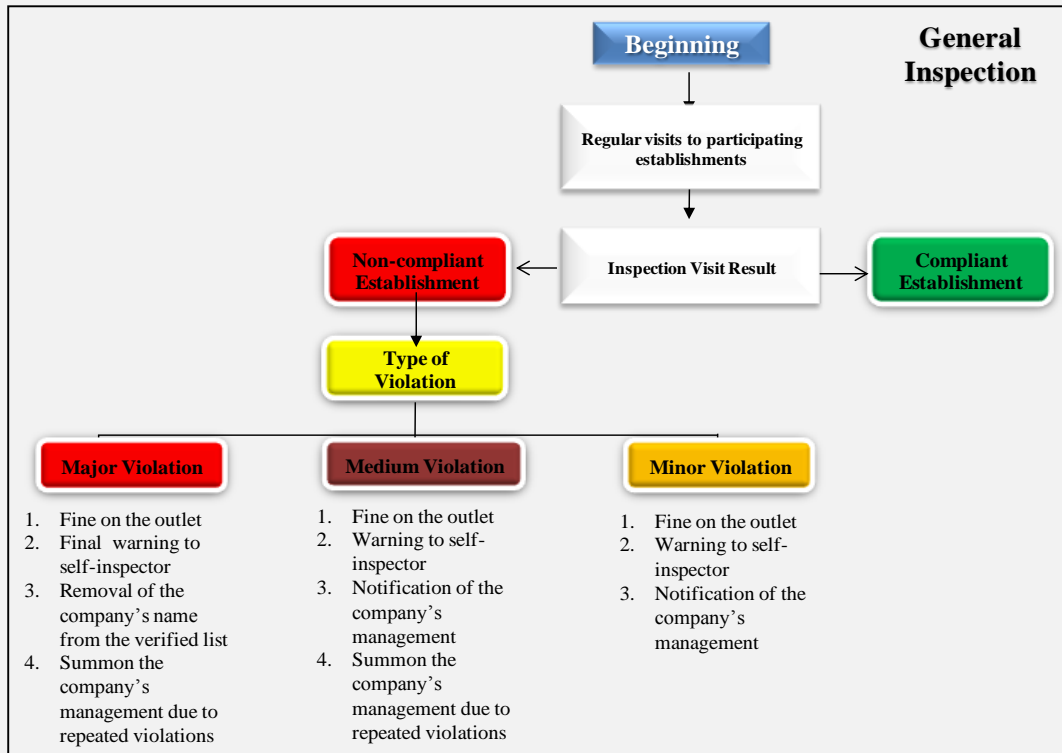 Beginning
General
Inspection
Regular visits to participating
establishments
Non-compliant
Establishment
Inspection Visit Result
Compliant
Establishment
Type of
Violation
Major Violation
1. Fine on the outlet
2. Final warning to
self-inspector
3. Removal of the
company’s name
from the verified list
4. Summon the
company’s
management due to
repeated violations
Medium Violation
1. Fine on the outlet
2. Warning to self-
inspector
3. Notification of the
company’s
management
4. Summon the
company’s
management due to
repeated violations
Minor Violation
1. Fine on the outlet
2. Warning to self-
inspector
3. Notification of the
company’s
management